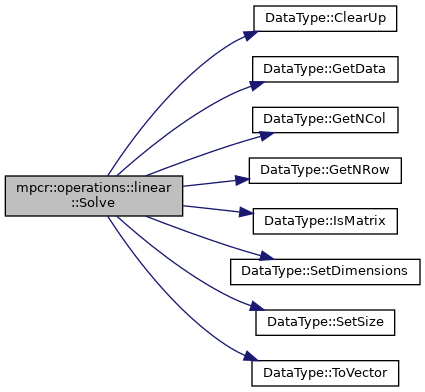 mpcr::operations::linear
::Solve
DataType::ClearUp
DataType::GetData
DataType::GetNCol
DataType::GetNRow
DataType::IsMatrix
DataType::SetDimensions
DataType::SetSize
DataType::ToVector